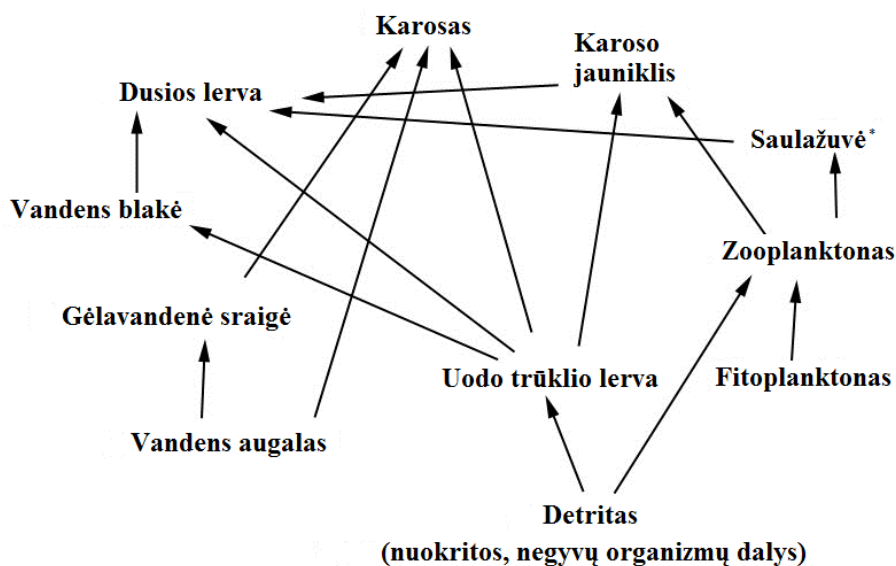 Karosas
Karoso
jauniklis
Dusios lerva
Saulažuvė*
Vandens blakė
Zooplanktonas
Gėlavandenė sraigė
Uodo trūklio lerva
Fitoplanktonas
Vandens augalas
Detritas
(nuokritos, negyvų organizmų dalys)